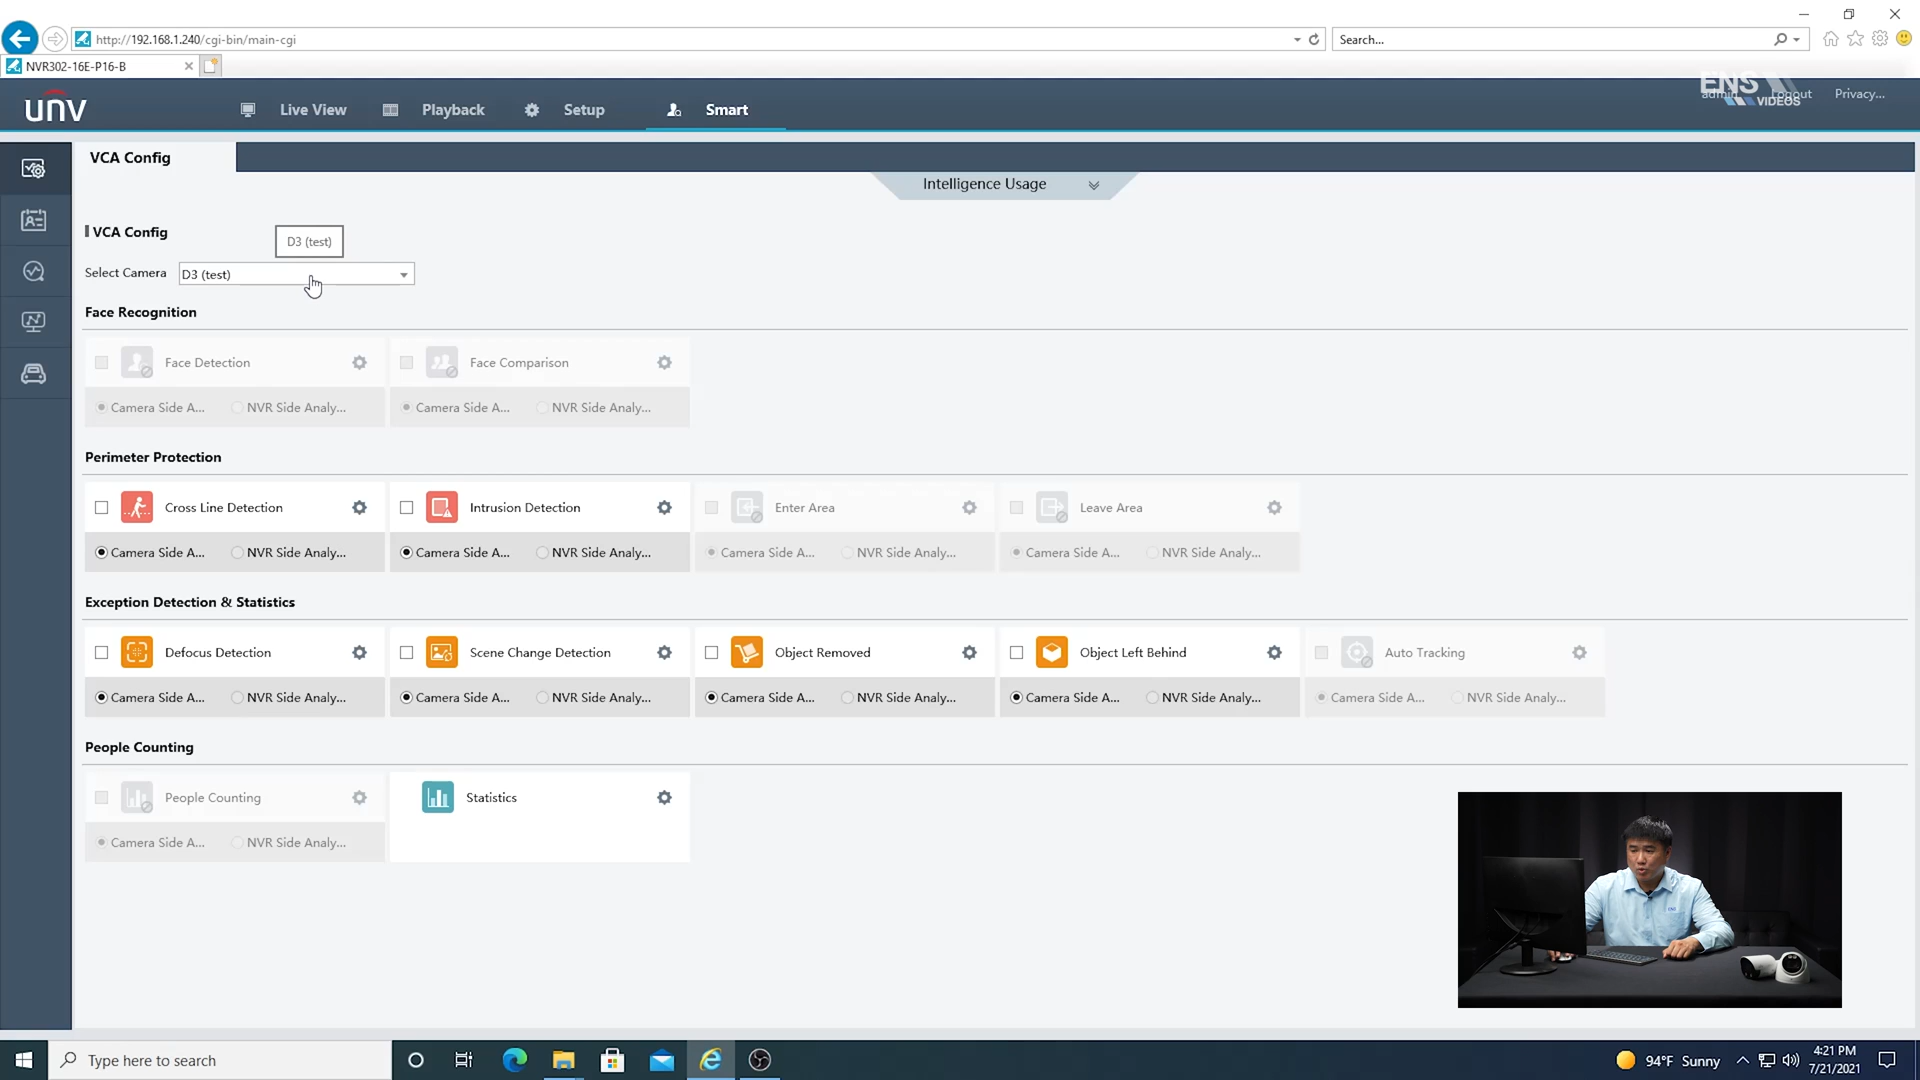 http://192.168.1.240/cgi-bin/main-cgi
Search...
NVR302-16E-P16-B
unv
Live View
Playback
Setup
Smart
ENS
VIDEOS
admin
Logout
Privacy...
VCA Config
Intelligence Usage
VCA Config
D3 (test)
Select Camera
D3 (test)
Face Recognition
Face Detection
Face Comparison
Camera Side A...
NVR Side Analy...
Camera Side A...
NVR Side Analy...
Perimeter Protection
Cross Line Detection
Intrusion Detection
Enter Area
Leave Area
Camera Side A...
NVR Side Analy...
Camera Side A...
NVR Side Analy...
Camera Side A...
NVR Side Analy...
Camera Side A...
NVR Side Analy...
Exception Detection & Statistics
Defocus Detection
Scene Change Detection
Object Removed
Object Left Behind
Auto Tracking
Camera Side A...
NVR Side Analy...
Camera Side A...
NVR Side Analy...
Camera Side A...
NVR Side Analy...
Camera Side A...
NVR Side Analy...
Camera Side A...
NVR Side Analy...
People Counting
People Counting
Statistics
Camera Side A...
NVR Side Analy...
Type here to search
94°F Sunny
4:21 PM
7/21/2021